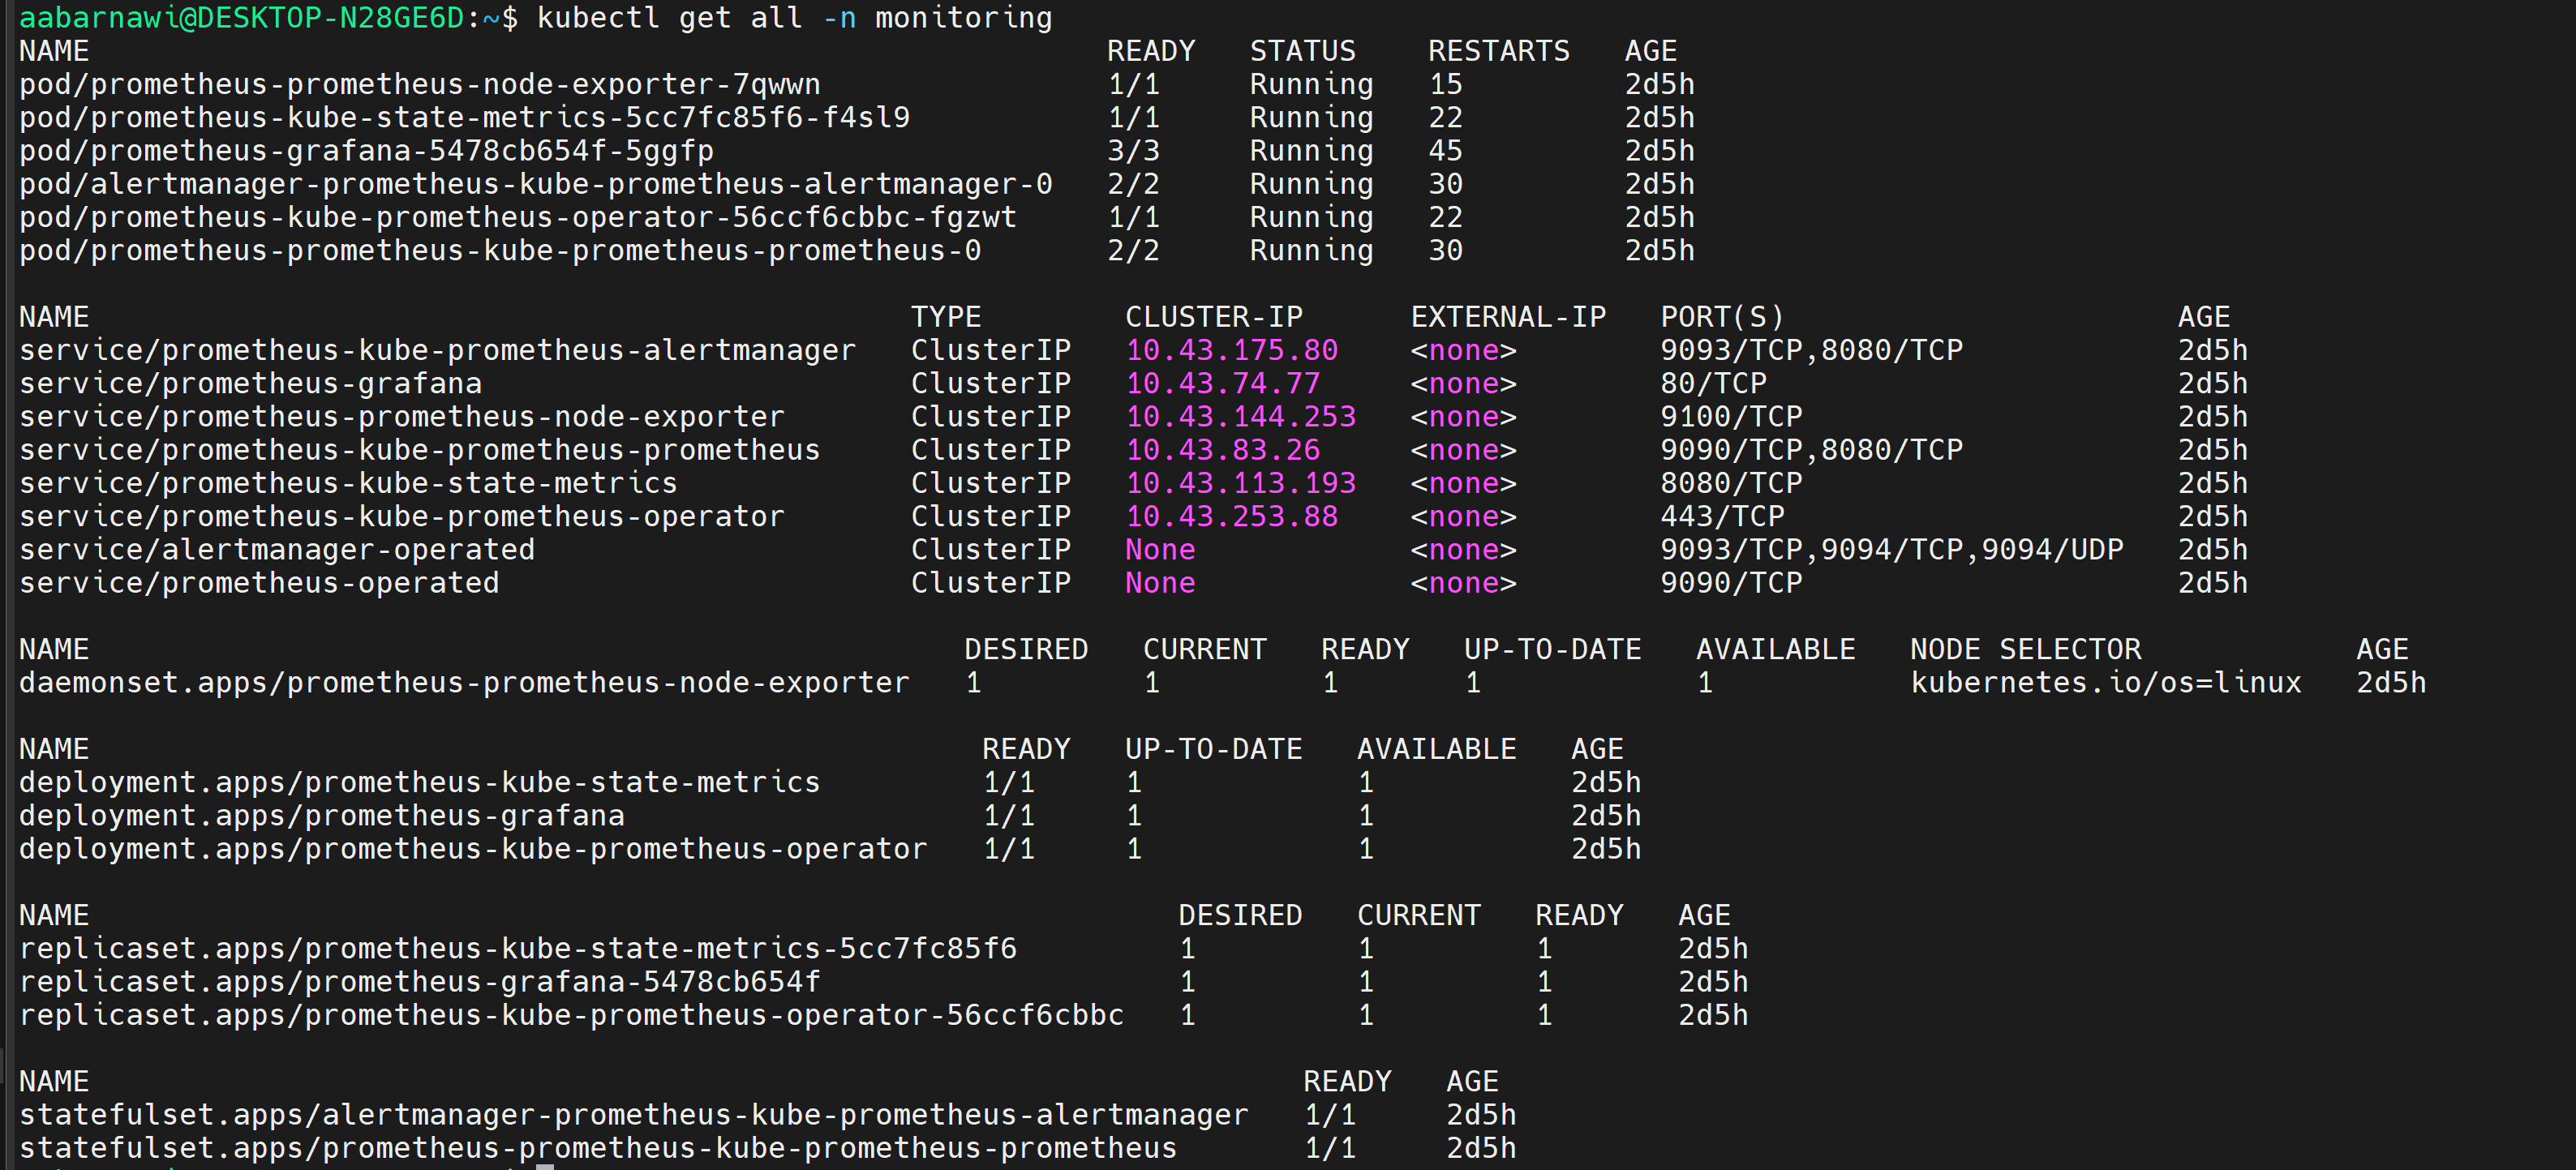 aabarnawi@DESKTOP-N28GE6D:~$ kubectl get all -n monitoring
NAME READY STATUS RESTARTS AGE
pod/prometheus-prometheus-node-exporter-7qwwn 1/1 Running 15 2d5h
pod/prometheus-kube-state-metrics-5cc7fc85f6-f4sl9 1/1 Running 22 2d5h
pod/prometheus-grafana-5478cb654f-5ggfp 3/3 Running 45 2d5h
pod/alertmanager-prometheus-kube-prometheus-alertmanager-0 2/2 Running 30 2d5h
pod/prometheus-kube-prometheus-operator-56ccf6cbbc-fgzwt 1/1 Running 22 2d5h
pod/prometheus-prometheus-kube-prometheus-prometheus-0 2/2 Running 30 2d5h
NAME TYPE CLUSTER-IP EXTERNAL-IP PORT(S) AGE
service/prometheus-kube-prometheus-alertmanager ClusterIP 10.43.175.80 <none> 9093/TCP,8080/TCP 2d5h
service/prometheus-grafana ClusterIP 10.43.74.77 <none> 80/TCP 2d5h
service/prometheus-prometheus-node-exporter ClusterIP 10.43.144.253 <none> 9100/TCP 2d5h
service/prometheus-kube-prometheus-prometheus ClusterIP 10.43.83.26 <none> 9090/TCP,8080/TCP 2d5h
service/prometheus-kube-state-metrics ClusterIP 10.43.113.193 <none> 8080/TCP 2d5h
service/prometheus-kube-prometheus-operator ClusterIP 10.43.253.88 <none> 443/TCP 2d5h
service/alertmanager-operated ClusterIP None <none> 9093/TCP,9094/TCP,9094/UDP 2d5h
service/prometheus-operated ClusterIP None <none> 9090/TCP 2d5h
NAME DESIRED CURRENT READY UP-TO-DATE AVAILABLE NODE SELECTOR AGE
daemonset.apps/prometheus-prometheus-node-exporter 1 1 1 1 1 kubernetes.io/os=linux 2d5h
NAME READY UP-TO-DATE AVAILABLE AGE
deployment.apps/prometheus-kube-state-metrics 1/1 1 1 2d5h
deployment.apps/prometheus-grafana 1/1 1 1 2d5h
deployment.apps/prometheus-kube-prometheus-operator 1/1 1 1 2d5h
NAME DESIRED CURRENT READY AGE
replicaset.apps/prometheus-kube-state-metrics-5cc7fc85f6 1 1 1 2d5h
replicaset.apps/prometheus-grafana-5478cb654f 1 1 1 2d5h
replicaset.apps/prometheus-kube-prometheus-operator-56ccf6cbbc 1 1 1 2d5h
NAME READY AGE
statefulset.apps/alertmanager-prometheus-kube-prometheus-alertmanager 1/1 2d5h
statefulset.apps/prometheus-prometheus-kube-prometheus-prometheus 1/1 2d5h